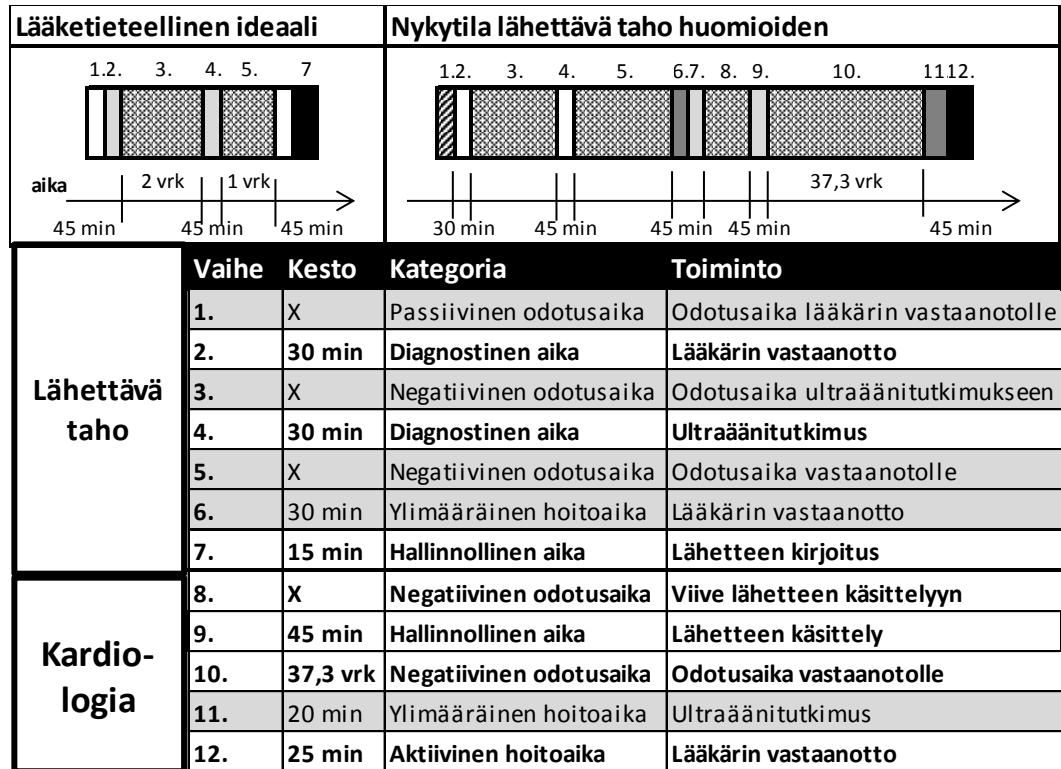 Lääketieteellinen ideaali
Nykytila lähettävä taho huomioiden
1.2. 3. 4. 5. 7
1.2. 3. 4. 5. 6.7. 8. 9. 10. 11.12.
aika 2 vrk 1 vrk
37,3 vrk
45 min 45 min 45 min
30 min 45 min 45 min 45 min 45 min
Vaihe Kesto Kategoria Toiminto
Lähettävä taho
1. X Passiivinen odotusaika Odotusaika lääkärin vastaanotolle
2. 30 min Diagnostinen aika Lääkärin vastaanotto
3. X Negatiivinen odotusaika Odotusaika ultraäänitutkimukseen
4. 30 min Diagnostinen aika Ultraäänitutkimus
5. X Negatiivinen odotusaika Odotusaika vastaanotolle
6. 30 min Ylimääräinen hoitoaika Lääkärin vastaanotto
7. 15 min Hallinnollinen aika Lähetteen kirjoitus
Kardio-
logia
8. X Negatiivinen odotusaika Viive lähetteen käsittelyyn
9. 45 min Hallinnollinen aika Lähetteen käsittely
10. 37,3 vrk Negatiivinen odotusaika Odotusaika vastaanotolle
11. 20 min Ylimääräinen hoitoaika Ultraäänitutkimus
12. 25 min Aktiivinen hoitoaika Lääkärin vastaanotto